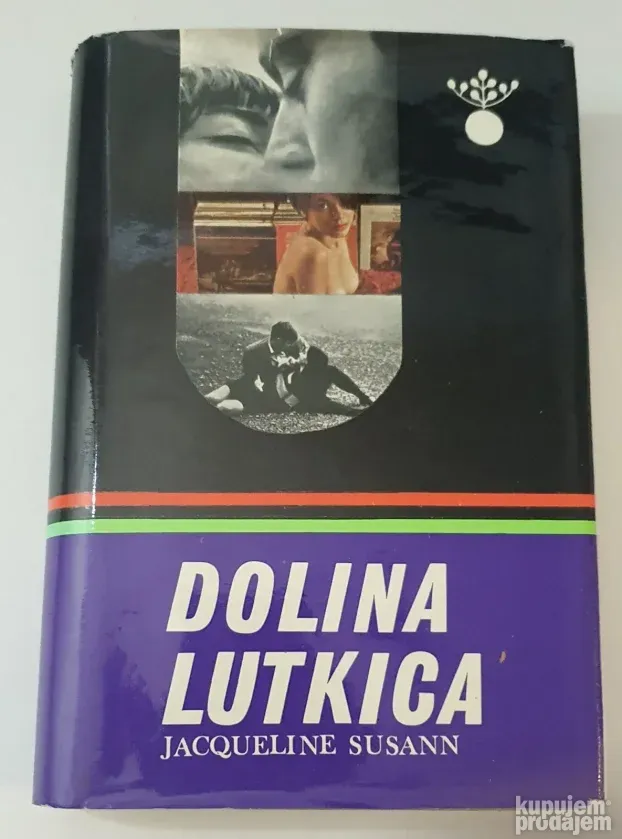 DOLINA
LUTKICA
JACQUELINE SUSANN
kupujem
prodajem